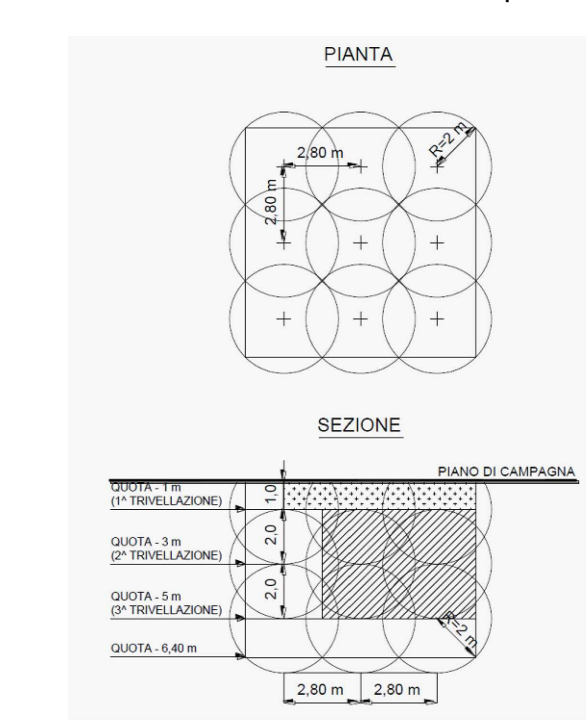 PIANTA
2,80 m
R=2 m
2,80 m
SEZIONE
PIANO DI CAMPAGNA
QUOTA - 1 m
(1^ TRIVELLAZIONE)
1,0
QUOTA - 3 m
(2^ TRIVELLAZIONE)
2,0
QUOTA - 5 m
(3^ TRIVELLAZIONE)
2,0
R=2 m
QUOTA - 6,40 m
2,80 m 2,80 m